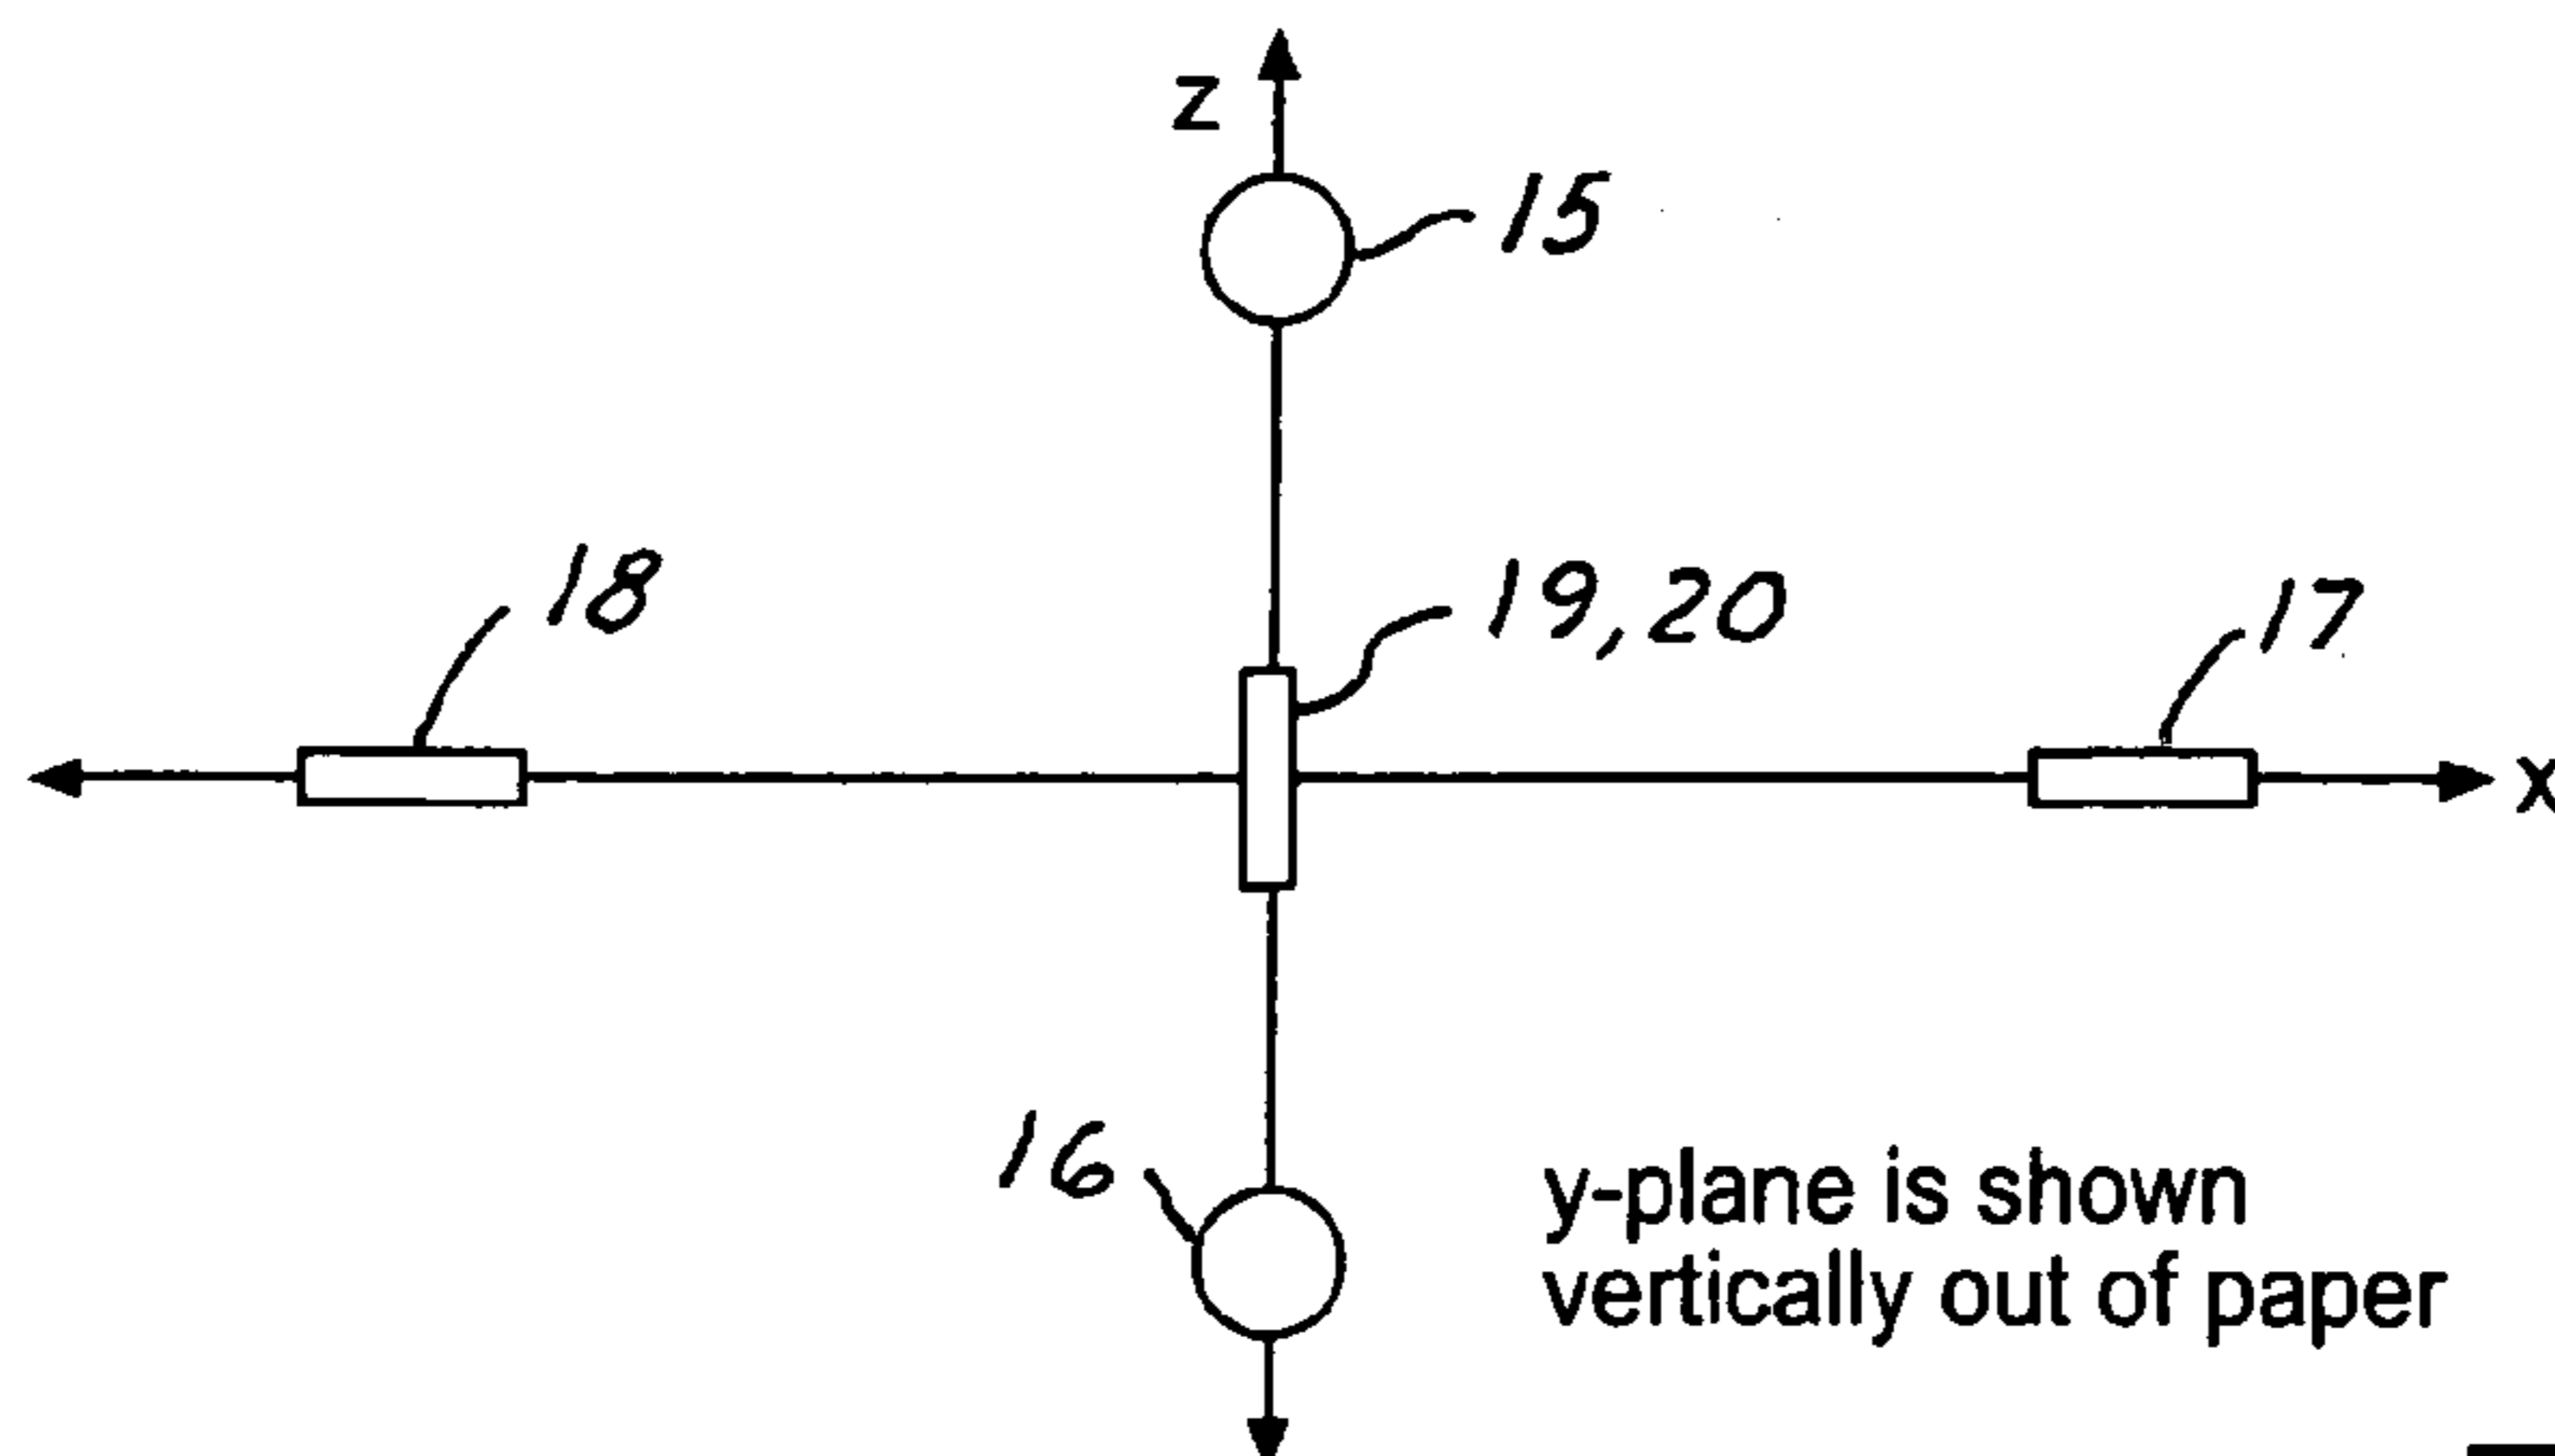 z
15
18
19,20
17
x
16
y-plane is shown
vertically out of paper